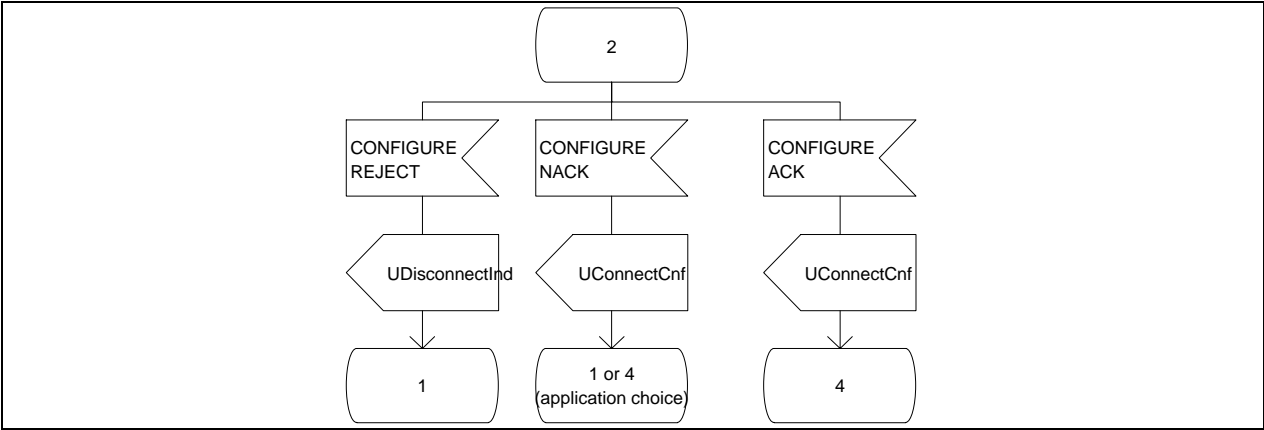 2
CONFIGURE
REJECT
CONFIGURE
NACK
CONFIGURE
ACK
UDisconnectInd
UConnectCnf
UConnectCnf
1
1 or 4
(application choice)
4